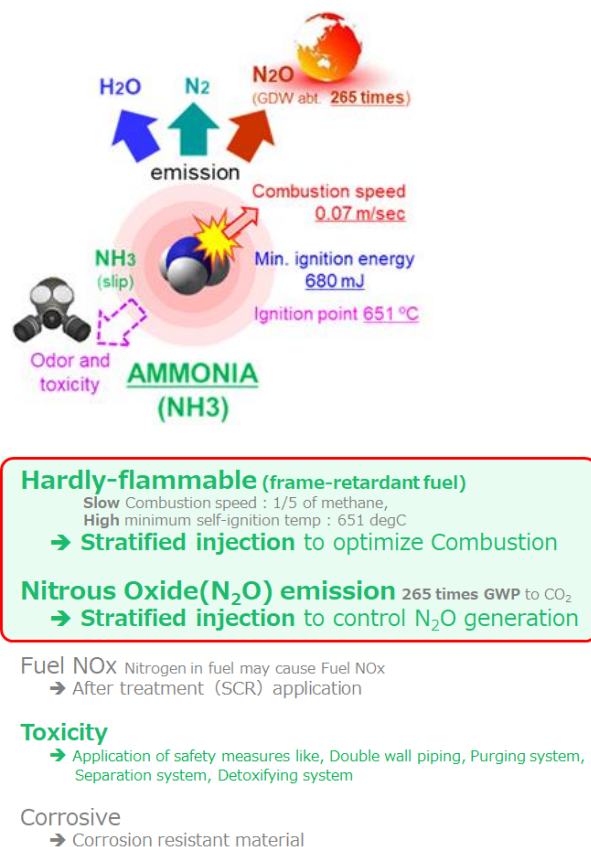 H2O
N2
N2O
(GDW abt. 265 times)
emission
Combustion speed
0.07 m/sec
NH3
(slip)
Min. ignition energy
680 mJ
Ignition point 651 ºC
Odor and
toxicity
AMMONIA
(NH3)
Hardly-flammable (frame-retardant fuel)
Slow Combustion speed : 1/5 of methane,
High minimum self-ignition temp : 651 degC
➔ Stratified injection to optimize Combustion
Nitrous Oxide(N₂O) emission 265 times GWP to CO₂
➔ Stratified injection to control N₂O generation
Fuel NOx Nitrogen in fuel may cause Fuel NOx
➔ After treatment（SCR）application
Toxicity
➔ Application of safety measures like, Double wall piping, Purging system,
Separation system, Detoxifying system
Corrosive
➔ Corrosion resistant material